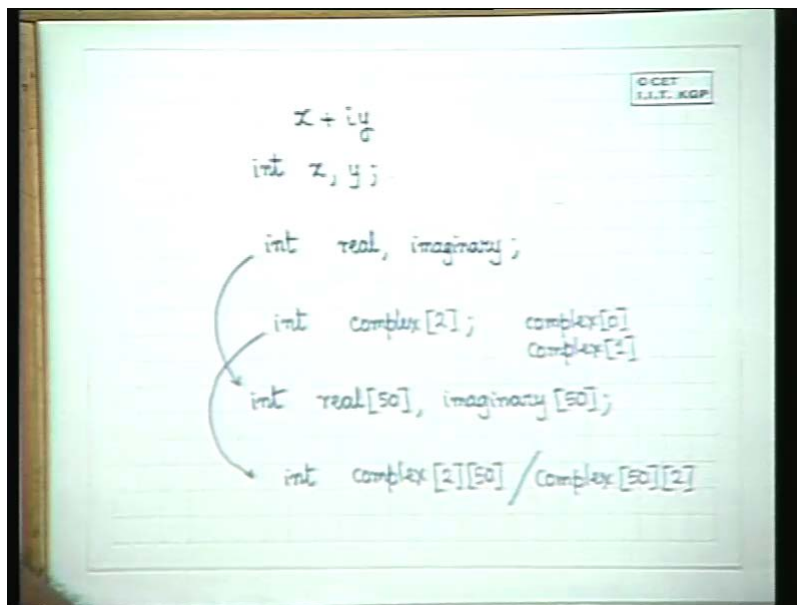 © CET
I.I.T. KGP
x + iy
int x, y;
int real, imaginary;
int complex[2]; complex[0]
complex[1]
int real[50], imaginary[50];
int complex[2][50] / complex[50][2]